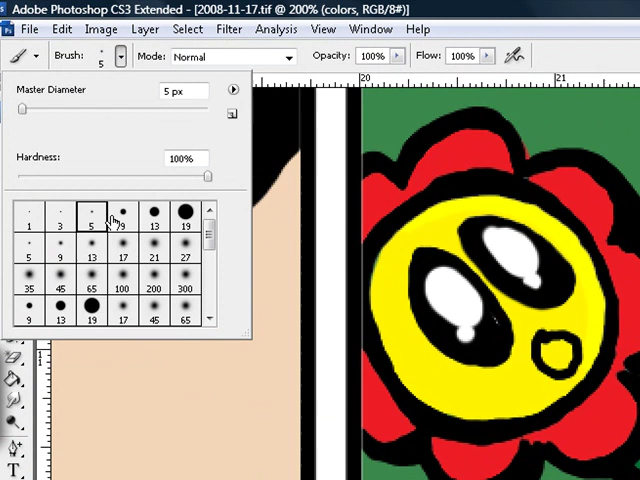 Adobe Photoshop CS3 Extended - [2008-11-17.tif @ 200% (colors, RGB/8#)]
File Edit Image Layer Select Filter Analysis View Window Help
Brush: 5 Mode: Normal Opacity: 100% Flow: 100%
20 21
Master Diameter 5 px
Hardness: 100%
1 3 5 9 13 19
5 9 13 17 21 27
35 45 65 100 200 300
9 13 19 17 45 65